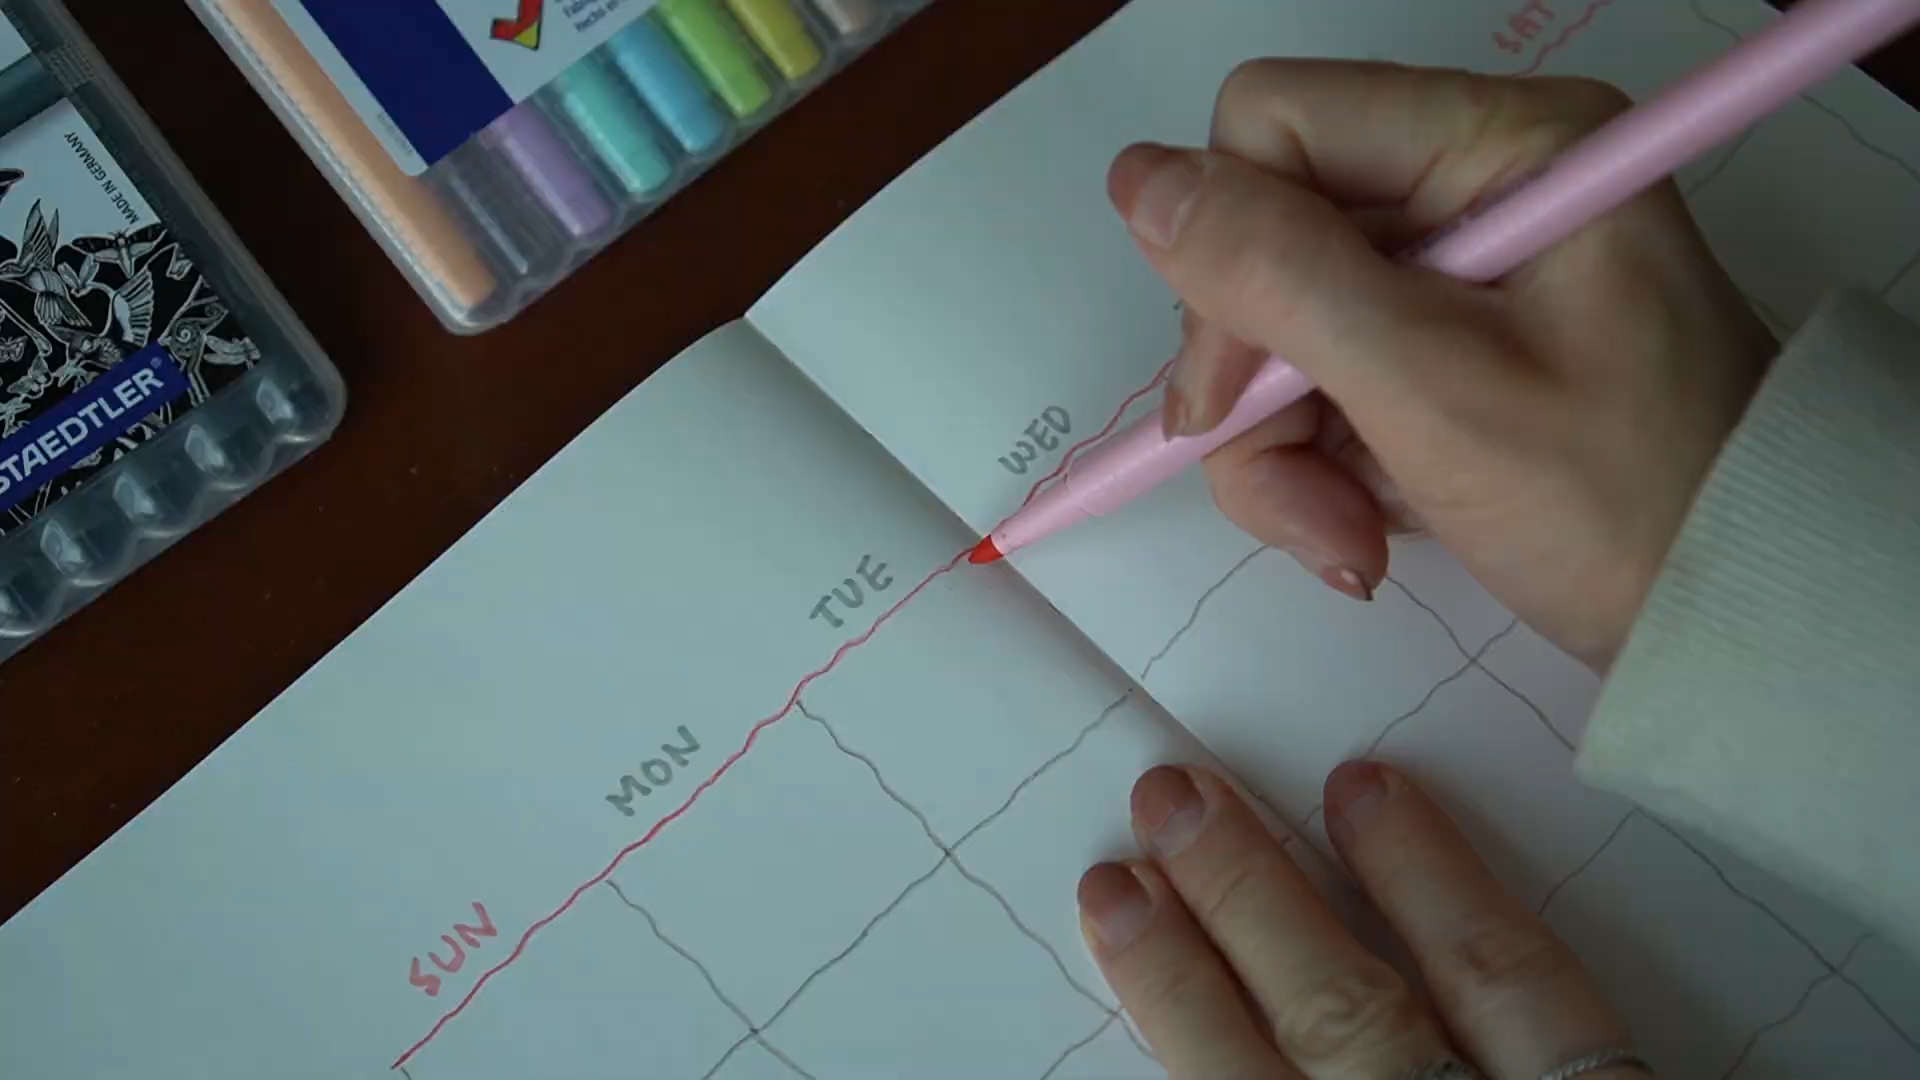 MADE IN GERMANY
STAEDTLER®
SUN
MON
TUE
WED
SAT